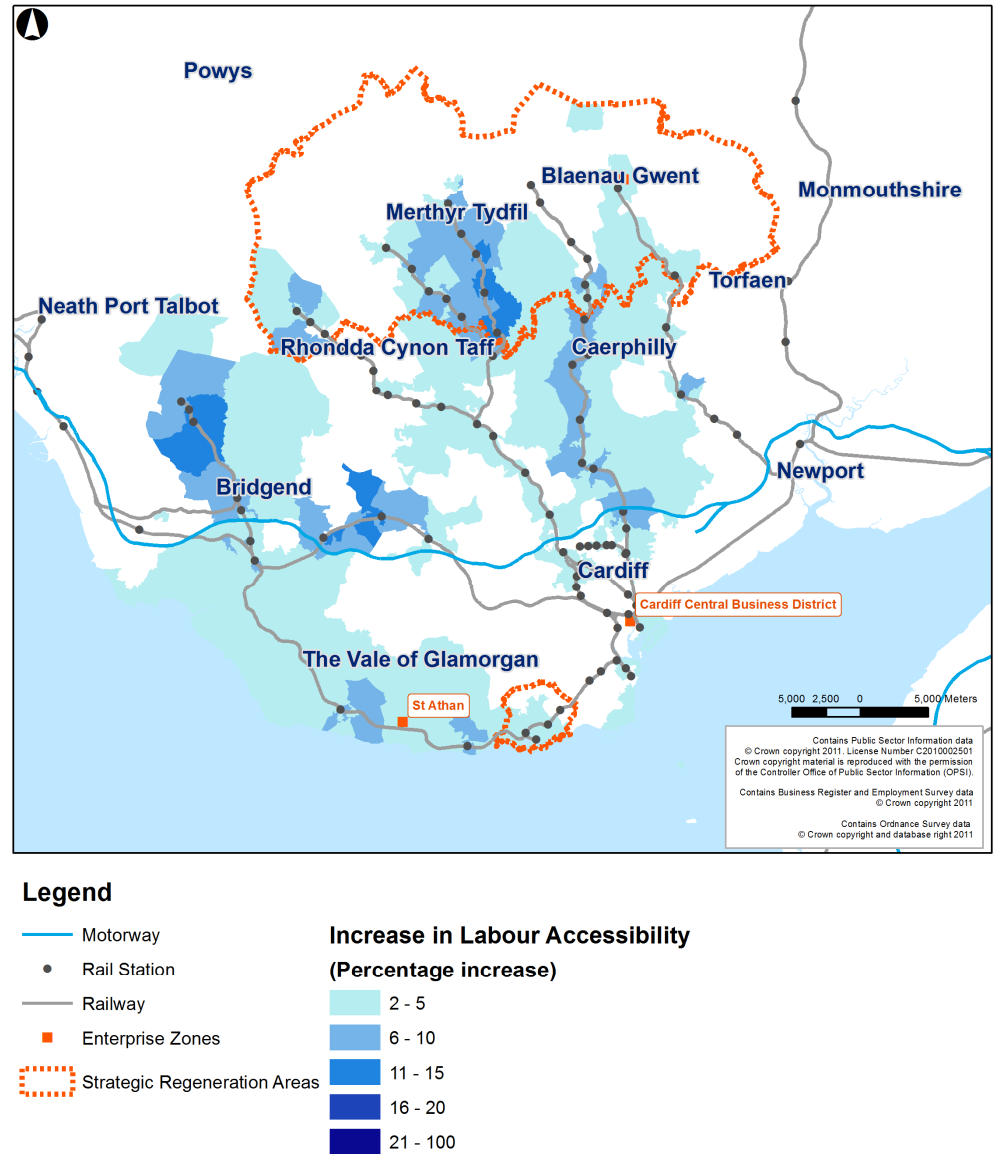 Powys
Blaenau Gwent
Monmouthshire
Merthyr Tydfil
Torfaen
Neath Port Talbot
Rhondda Cynon Taff
Caerphilly
Newport
Bridgend
Cardiff
Cardiff Central Business District
The Vale of Glamorgan
St Athan
5,000 2,500 0 5,000 Meters
Contains Public Sector Information data
© Crown copyright 2011. License Number C2010002501
Crown copyright material is reproduced with the permission
of the Controller Office of Public Sector Information (OPSI).
Contains Business Register and Employment Survey data
© Crown copyright 2011
Contains Ordnance Survey data
© Crown copyright and database right 2011
Legend
Motorway
Rail Station
Railway
Enterprise Zones
Strategic Regeneration Areas
Increase in Labour Accessibility
(Percentage increase)
2 - 5
6 - 10
11 - 15
16 - 20
21 - 100